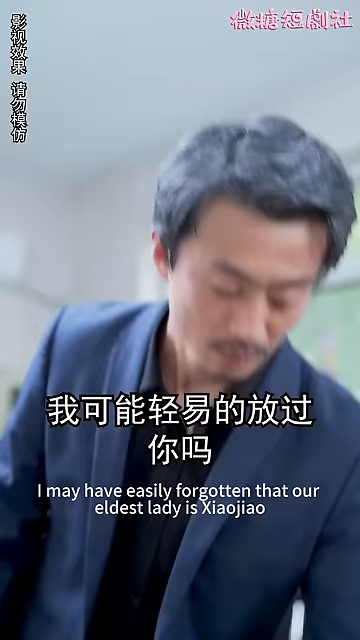 影视效果 请勿模仿
微糖短劇社
我可能轻易的放过
你吗
I may have easily forgotten that our
eldest lady is Xiaojiao